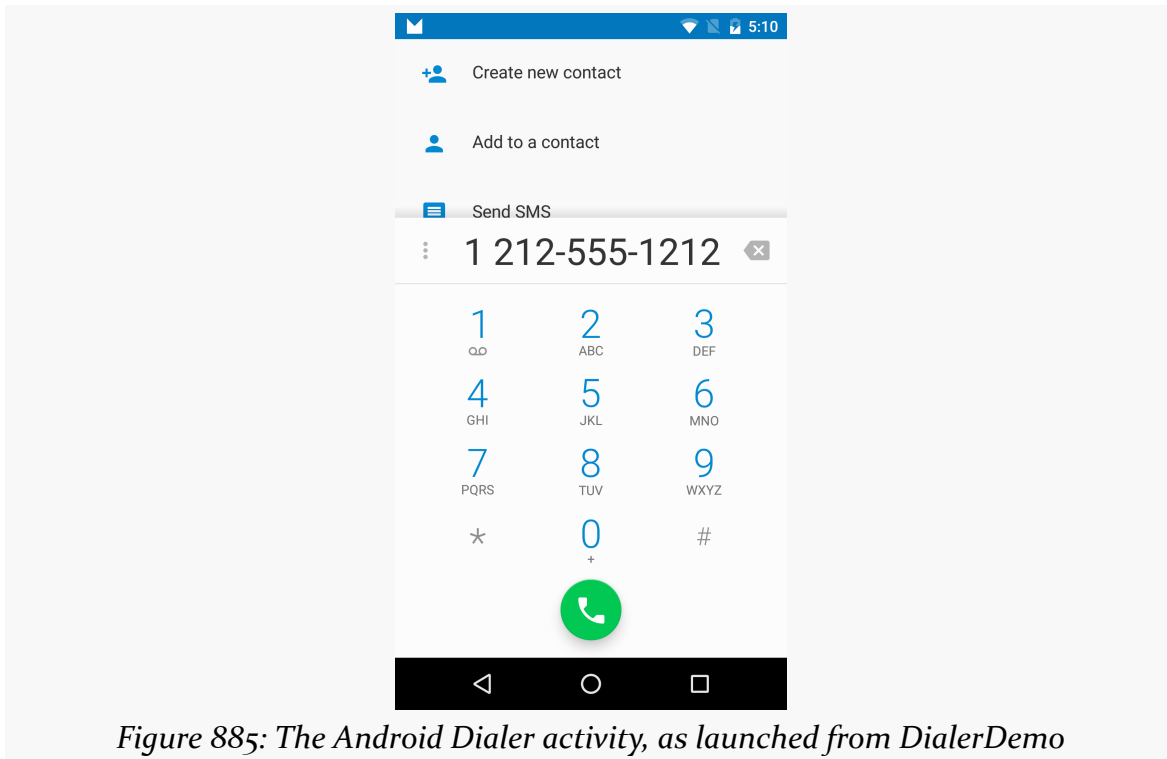 5:10
Create new contact
Add to a contact
Send SMS
1 212-555-1212
1 2 3
ABC DEF
4 5 6
GHI JKL MNO
7 8 9
PQRS TUV WXYZ
* 0 #
+
Figure 885: The Android Dialer activity, as launched from DialerDemo